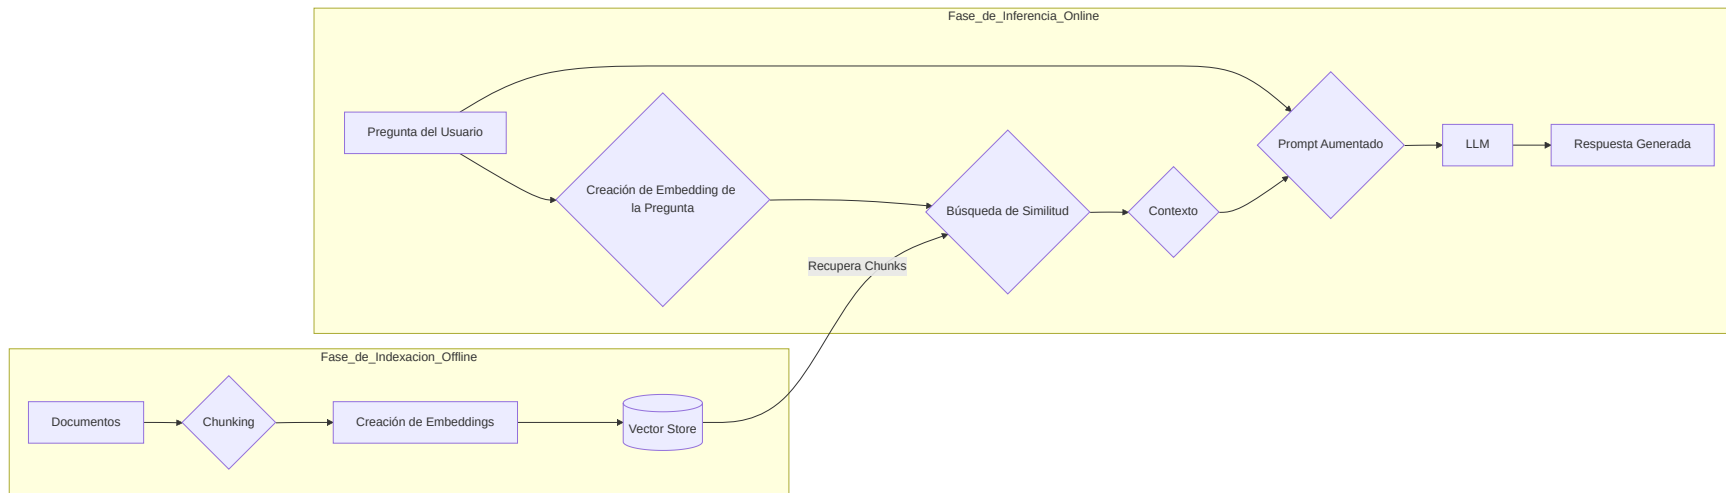 Fase_de_Inferencia_Online
Pregunta del Usuario
Creación de Embedding de
la Pregunta
Búsqueda de Similitud
Contexto
Prompt Aumentado
LLM
Respuesta Generada
Recupera Chunks
Fase_de_Indexacion_Offline
Documentos
Chunking
Creación de Embeddings
Vector Store